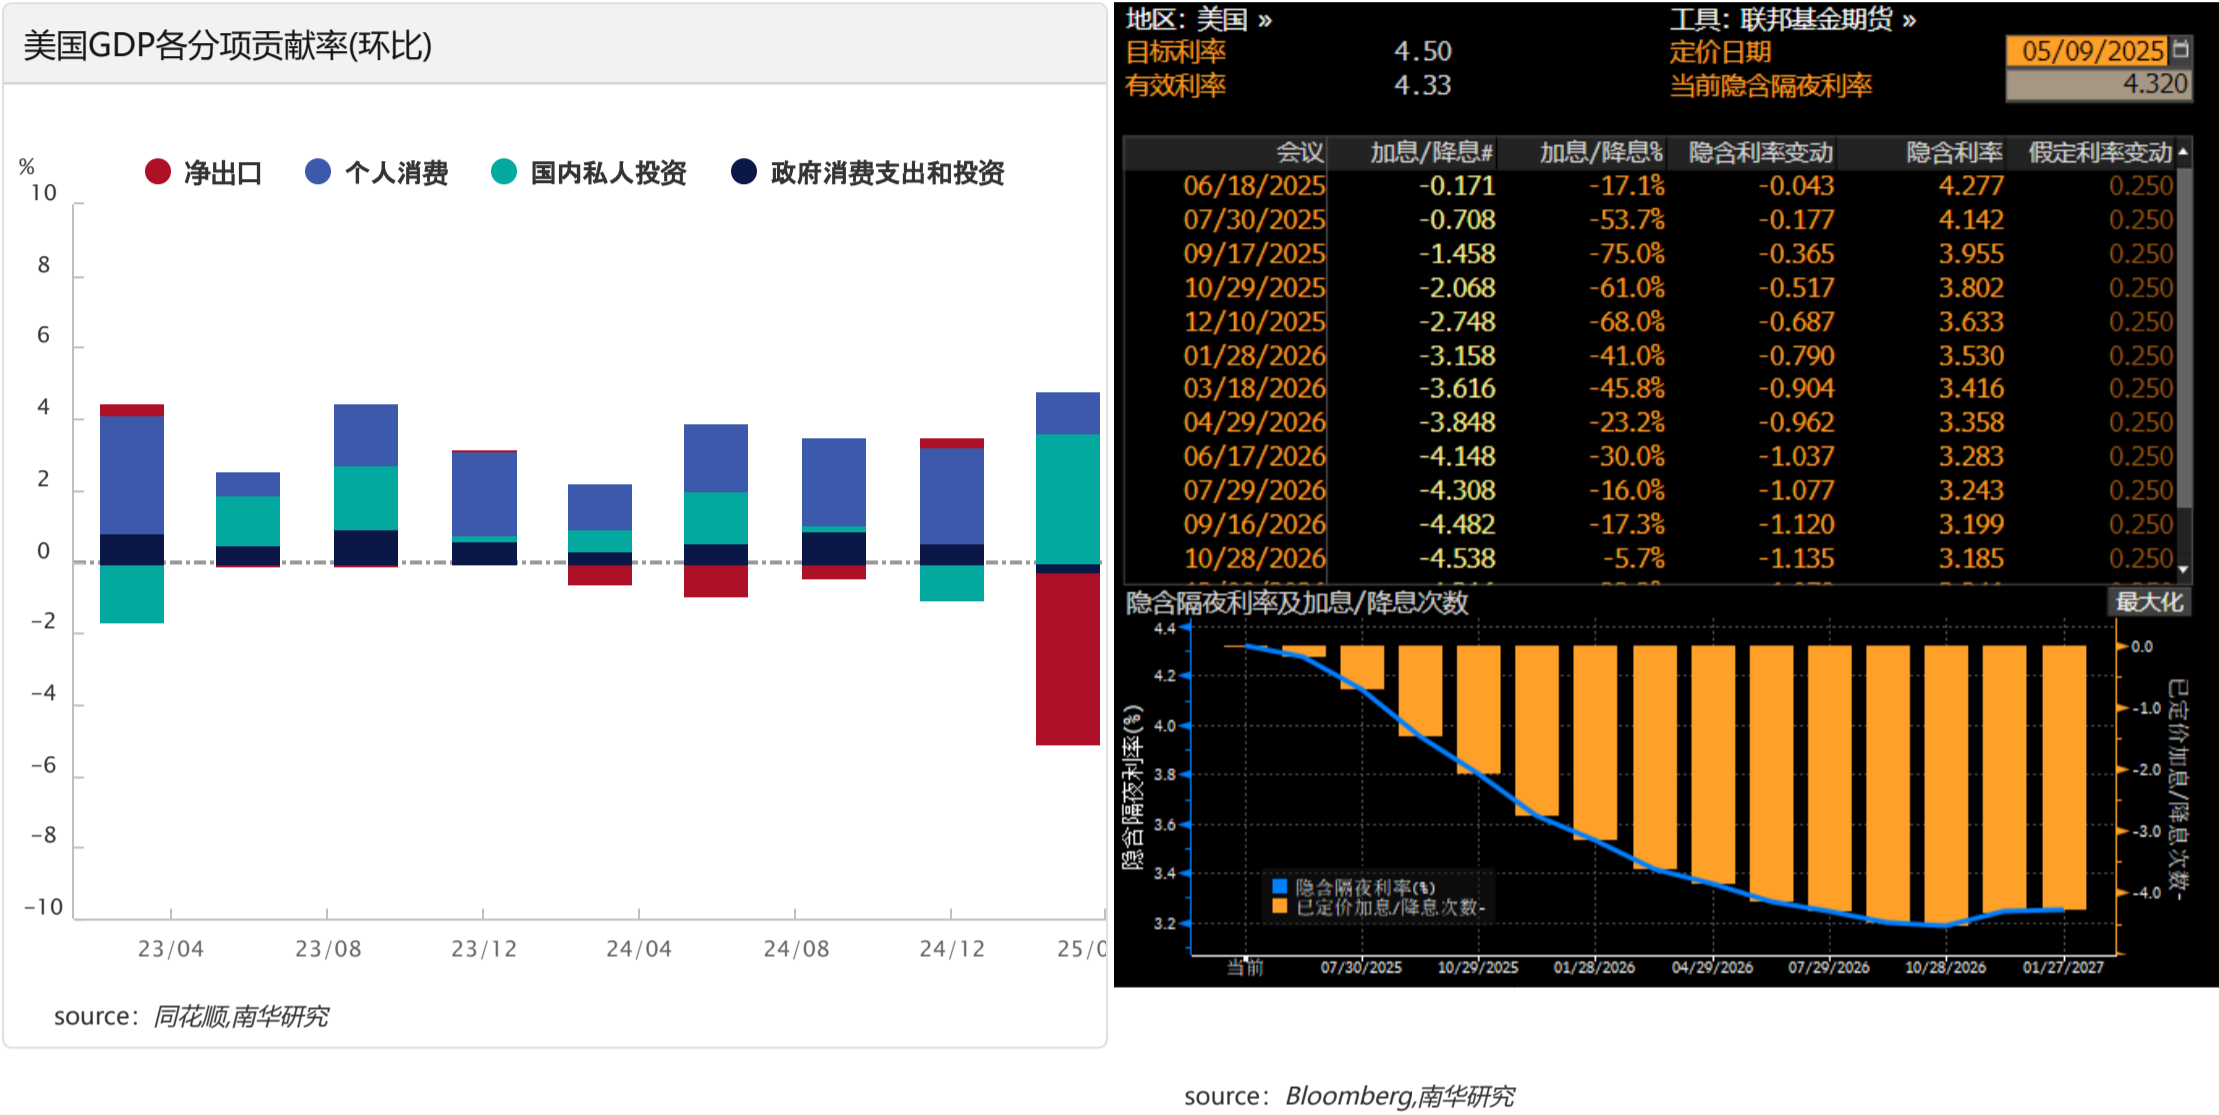 美国GDP各分项贡献率(环比)
%
净出口 个人消费 国内私人投资 政府消费支出和投资
10
8
6
4
2
0
-2
-4
-6
-8
-10
23/04 23/08 23/12 24/04 24/08 24/12 25/0
source：同花顺,南华研究
地区：美国 » 工具：联邦基金期货 »
目标利率 4.50 定价日期 05/09/2025
有效利率 4.33 当前隐含隔夜利率 4.320
会议 加息/降息# 加息/降息% 隐含利率变动 隐含利率 假定利率变动
06/18/2025 -0.171 -17.1% -0.043 4.277 0.250
07/30/2025 -0.708 -53.7% -0.177 4.142 0.250
09/17/2025 -1.458 -75.0% -0.365 3.955 0.250
10/29/2025 -2.068 -61.0% -0.517 3.802 0.250
12/10/2025 -2.748 -68.0% -0.687 3.633 0.250
01/28/2026 -3.158 -41.0% -0.790 3.530 0.250
03/18/2026 -3.616 -45.8% -0.904 3.416 0.250
04/29/2026 -3.848 -23.2% -0.962 3.358 0.250
06/17/2026 -4.148 -30.0% -1.037 3.283 0.250
07/29/2026 -4.308 -16.0% -1.077 3.243 0.250
09/16/2026 -4.482 -17.3% -1.120 3.199 0.250
10/28/2026 -4.538 -5.7% -1.135 3.185 0.250
隐含隔夜利率及加息/降息次数 最大化
隐含隔夜利率(%)
4.4
4.2
4.0
3.8
3.6
3.4
3.2
隐含隔夜利率(%)
已定价加息/降息次数-
0.0
-1.0
-2.0
-3.0
-4.0
已定价加息/降息次数-
当前 07/30/2025 10/29/2025 01/28/2026 04/29/2026 07/29/2026 10/28/2026 01/27/2027
source：Bloomberg,南华研究